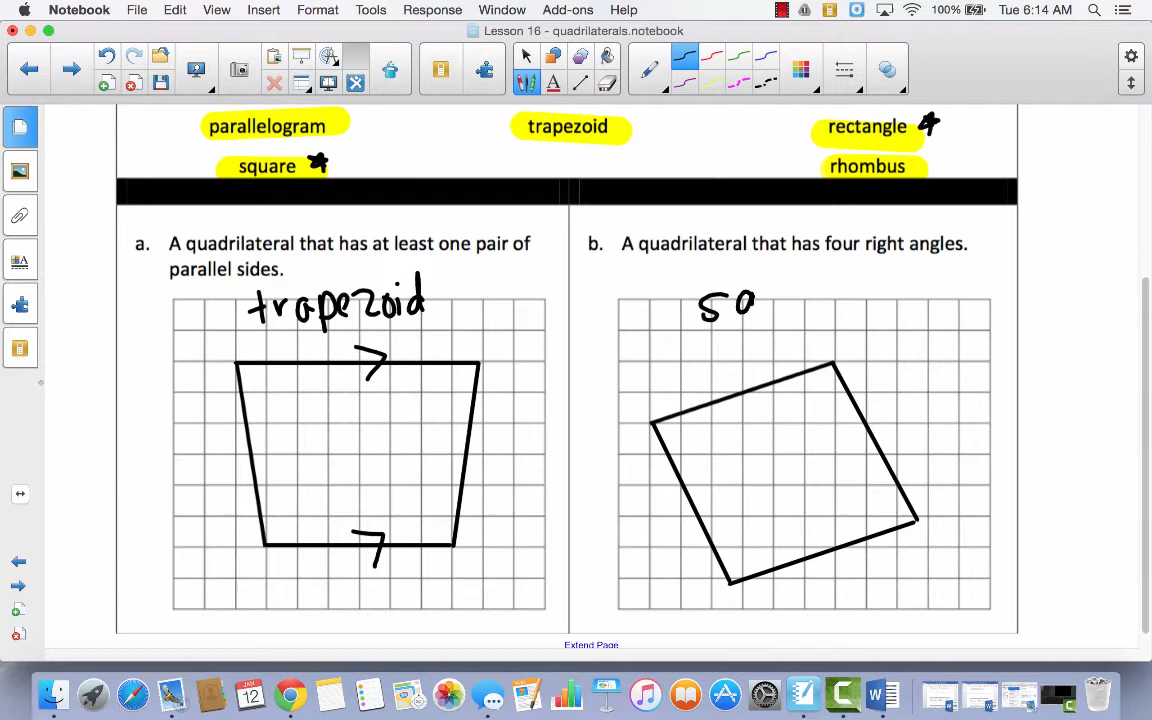 Notebook File Edit View Insert Format Tools Response Window Add-ons Help 100% Tue 6:14 AM
Lesson 16 - quadrilaterals.notebook
parallelogram trapezoid rectangle
square rhombus
a. A quadrilateral that has at least one pair of
parallel sides.
trapezoid
b. A quadrilateral that has four right angles.
sq
Extend Page